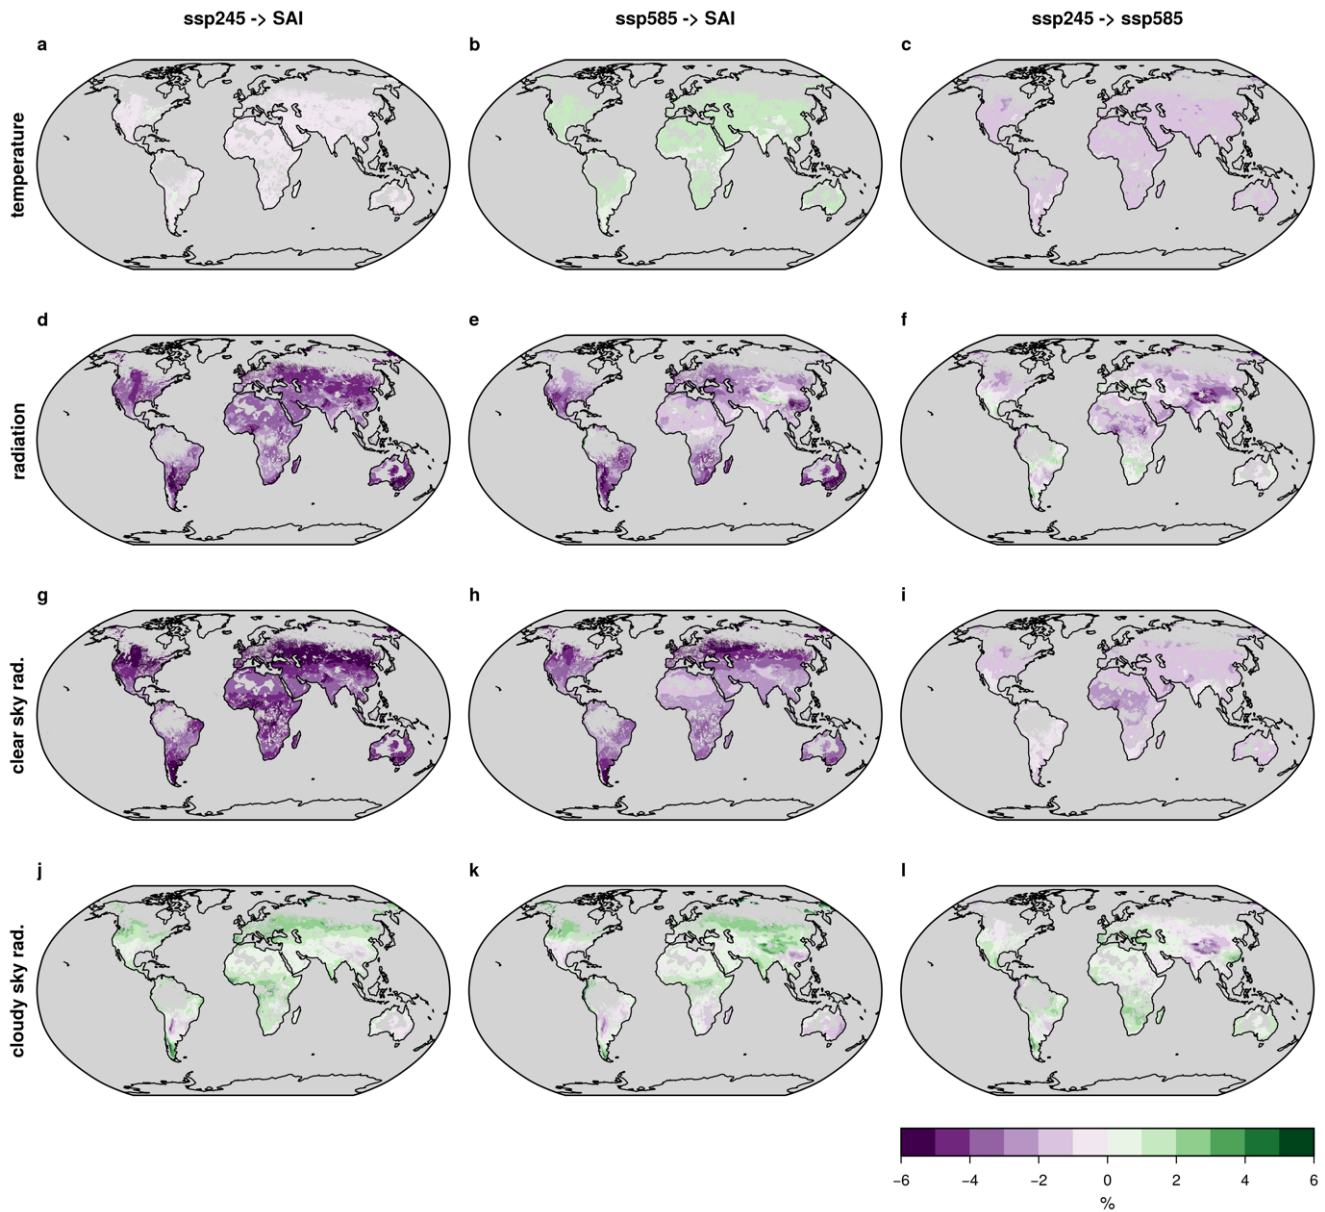 ssp245 -> SAI
ssp585 -> SAI
ssp245 -> ssp585
a
b
c
temperature
d
e
f
radiation
g
h
i
clear sky rad.
j
k
l
cloudy sky rad.
−6 −4 −2 0 2 4 6
%